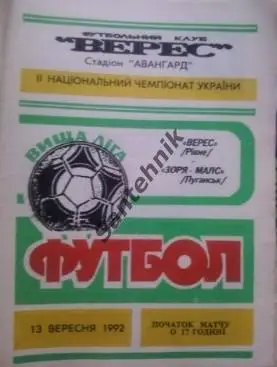 ФУТБОЛЬНИЙ КЛУБ
"ВЕРЕС"
Стадіон "АВАНГАРД"
II НАЦІОНАЛЬНИЙ ЧЕМПІОНАТ УКРАЇНИ
ВИЩА ЛІГА
«ВЕРЕС»
/Рівне/
-
«ЗОРЯ - МАЛС»
/Луганськ/
ФУТБОЛ
13 ВЕРЕСНЯ 1992
ПОЧАТОК МАТЧУ
О 17 ГОДИНІ
Santehnik